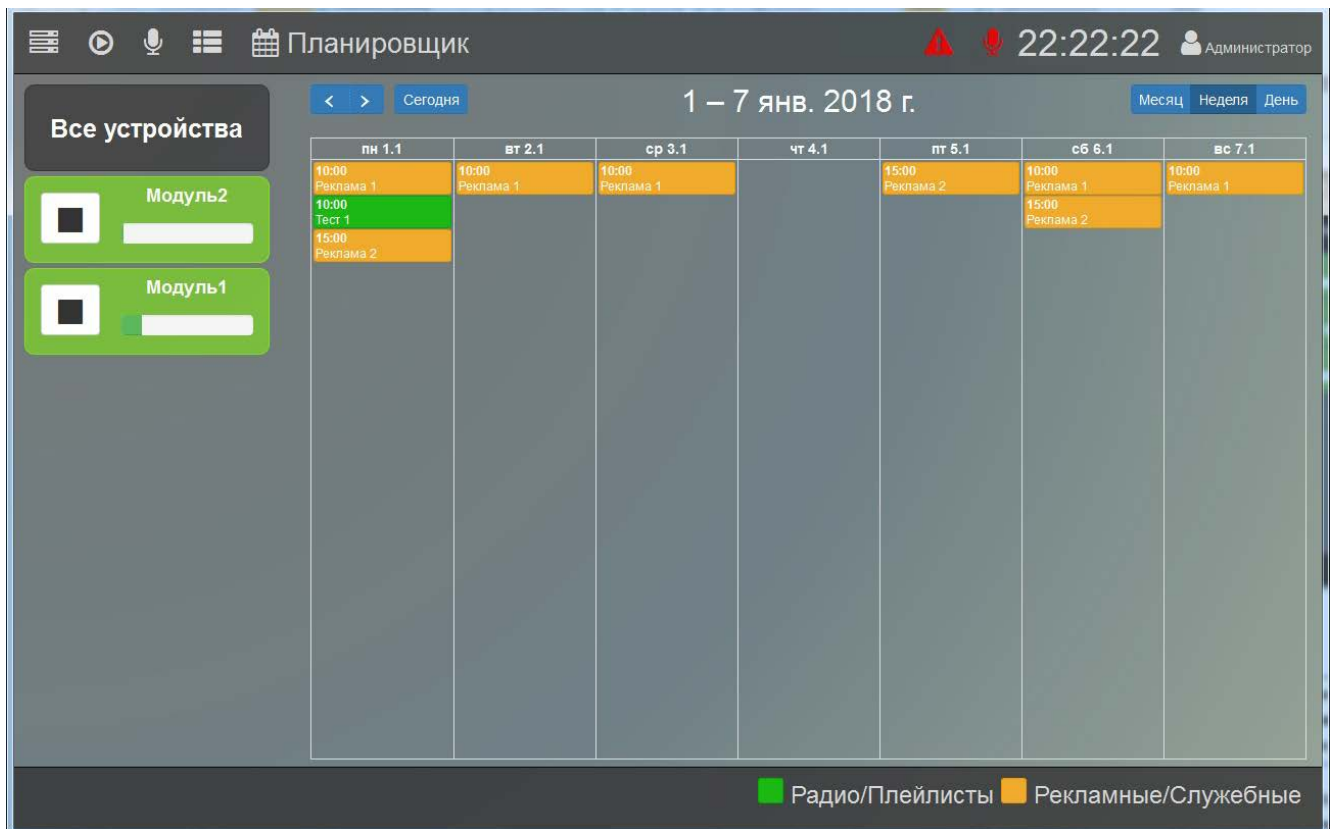 Планировщик
22:22:22
Администратор
Все устройства
Модуль2
Модуль1
Сегодня
1 – 7 янв. 2018 г.
Месяц Неделя День
пн 1.1
вт 2.1
ср 3.1
чт 4.1
пт 5.1
сб 6.1
вс 7.1
10:00
Реклама 1
10:00
Тест 1
15:00
Реклама 2
10:00
Реклама 1
10:00
Реклама 1
15:00
Реклама 2
10:00
Реклама 1
15:00
Реклама 2
10:00
Реклама 1
Радио/Плейлисты
Рекламные/Служебные